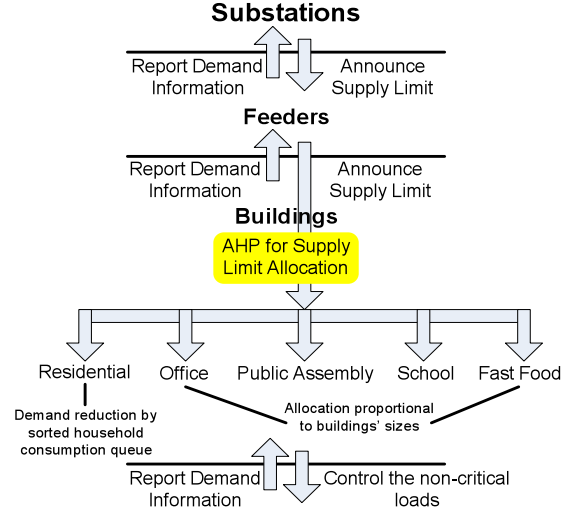 Substations
Report Demand
Information
Announce
Supply Limit
Feeders
Report Demand
Information
Announce
Supply Limit
Buildings
AHP for Supply
Limit Allocation
Residential
Office
Public Assembly
School
Fast Food
Demand reduction by
sorted household
consumption queue
Allocation proportional
to buildings' sizes
Report Demand
Information
Control the non-critical
loads